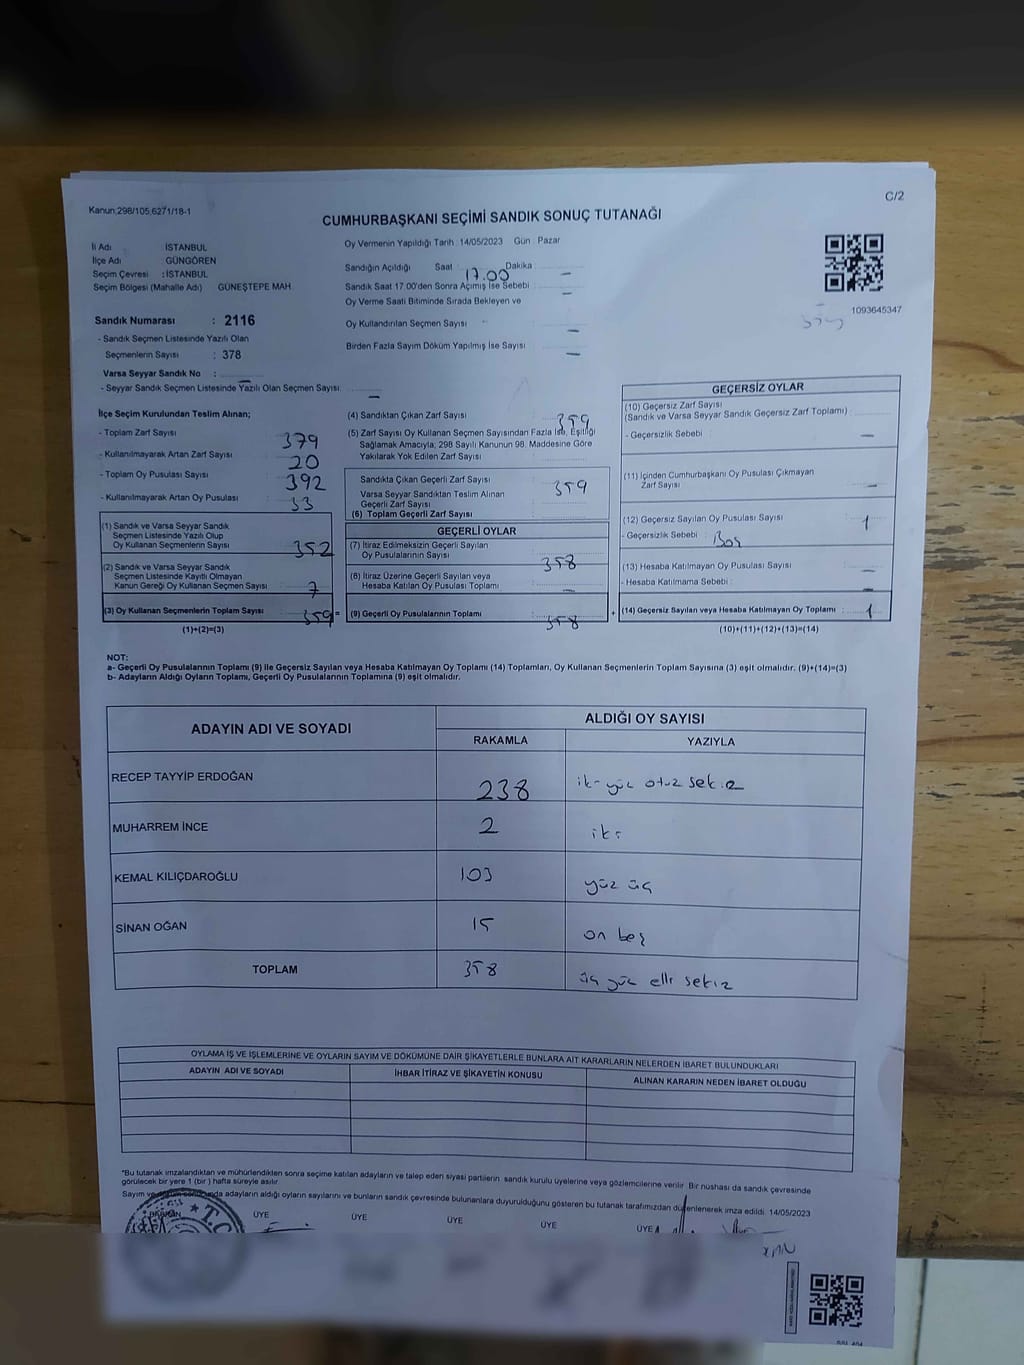 C/2
Kanun;298/105,6271/18-1
CUMHURBAŞKANI SEÇİMİ SANDIK SONUÇ TUTANAĞI
İl Adı İSTANBUL
İlçe Adı : GÜNGÖREN
Seçim Çevresi : İSTANBUL
Seçim Bölgesi (Mahalle Adı) GÜNEŞTEPE MAH.
Sandık Numarası : 2116
- Sandık Seçmen Listesinde Yazılı Olan
Seçmenlerin Sayısı : 378
Varsa Seyyar Sandık No :
- Seyyar Sandık Seçmen Listesinde Yazılı Olan Seçmen Sayısı: —
Oy Vermenin Yapıldığı Tarih :14/05/2023 Gün : Pazar
Sandığın Açıldığı Saat : 17.00 Dakika : —
Sandık Saat 17.00'den Sonra Açımış İse Sebebi : —
Oy Verme Saati Bitiminde Sırada Bekleyen ve
Oy Kullandırılan Seçmen Sayısı : —
Birden Fazla Sayım Döküm Yapılmış İse Sayısı : —
1093645347
İlçe Seçim Kurulundan Teslim Alınan;
- Toplam Zarf Sayısı 379
- Kullanılmayarak Artan Zarf Sayısı 20
- Toplam Oy Pusulası Sayısı 392
- Kullanılmayarak Artan Oy Pusulası 33
(1) Sandık ve Varsa Seyyar Sandık
Seçmen Listesinde Yazılı Olup
Oy Kullanan Seçmenlerin Sayısı 352
(2) Sandık ve Varsa Seyyar Sandık
Seçmen Listesinde Kayıtlı Olmayan
Kanun Gereği Oy Kullanan Seçmen Sayısı 7
(3) Oy Kullanan Seçmenlerin Toplam Sayısı 359 =
(1)+(2)=(3)
(4) Sandıktan Çıkan Zarf Sayısı : 359
(5) Zarf Sayısı Oy Kullanan Seçmen Sayısından Fazla İse, Eşitliği
Sağlamak Amacıyla, 298 Sayılı Kanunun 98. Maddesine Göre
Yakılarak Yok Edilen Zarf Sayısı :
Sandıkta Çıkan Geçerli Zarf Sayısı : 359
Varsa Seyyar Sandıktan Teslim Alınan
Geçerli Zarf Sayısı :
(6) Toplam Geçerli Zarf Sayısı :
GEÇERLİ OYLAR
(7) İtiraz Edilmeksizin Geçerli Sayılan
Oy Pusulalarının Sayısı : 358
(8) İtiraz Üzerine Geçerli Sayılan veya
Hesaba Katılan Oy Pusulası Toplamı : —
(9) Geçerli Oy Pusulalarının Toplamı : 358 +
GEÇERSİZ OYLAR
(10) Geçersiz Zarf Sayısı
(Sandık ve Varsa Seyyar Sandık Geçersiz Zarf Toplamı) :
- Geçersizlik Sebebi : —
(11) İçinden Cumhurbaşkanı Oy Pusulası Çıkmayan
Zarf Sayısı : —
(12) Geçersiz Sayılan Oy Pusulası Sayısı : 1
- Geçersizlik Sebebi : Boş
(13) Hesaba Katılmayan Oy Pusulası Sayısı : —
- Hesaba Katılmama Sebebi : —
(14) Geçersiz Sayılan veya Hesaba Katılmayan Oy Toplamı : 1
(10)+(11)+(12)+(13)=(14)
NOT:
a- Geçerli Oy Pusulalarının Toplamı (9) ile Geçersiz Sayılan veya Hesaba Katılmayan Oy Toplamı (14) Toplamları, Oy Kullanan Seçmenlerin Toplam Sayısına (3) eşit olmalıdır. (9)+(14)=(3)
b- Adayların Aldığı Oyların Toplamı, Geçerli Oy Pusulalarının Toplamına (9) eşit olmalıdır.
ADAYIN ADI VE SOYADI ALDIĞI OY SAYISI
RAKAMLA YAZIYLA
RECEP TAYYİP ERDOĞAN 238 iki yüz otuz sekiz
MUHARREM İNCE 2 iki
KEMAL KILIÇDAROĞLU 103 yüz üç
SİNAN OĞAN 15 on beş
TOPLAM 358 üç yüz elli sekiz
OYLAMA İŞ VE İŞLEMLERİNE VE OYLARIN SAYIM VE DÖKÜMÜNE DAİR ŞİKAYETLERLE BUNLARA AİT KARARLARIN NELERDEN İBARET BULUNDUKLARI
ADAYIN ADI VE SOYADI İHBAR İTİRAZ VE ŞİKAYETİN KONUSU ALINAN KARARIN NEDEN İBARET OLDUĞU
*Bu tutanak imzalandıktan ve mühürlendikten sonra seçime katılan adayların ve talep eden siyasi partilerin sandık kurulu üyelerine veya gözlemcilerine verilir. Bir nüshası da sandık çevresinde
görülecek bir yere 1 (bir) hafta süreyle asılır.
Sayım ve döküm sonucunda adayların aldığı oyların sayılarını ve bunların sandık çevresinde bulunanlara duyurulduğunu gösteren bu tutanak tarafımızdan düzenlenerek imza edildi. 14/05/2023
BAŞKAN ÜYE ÜYE ÜYE ÜYE ÜYE
T.C.